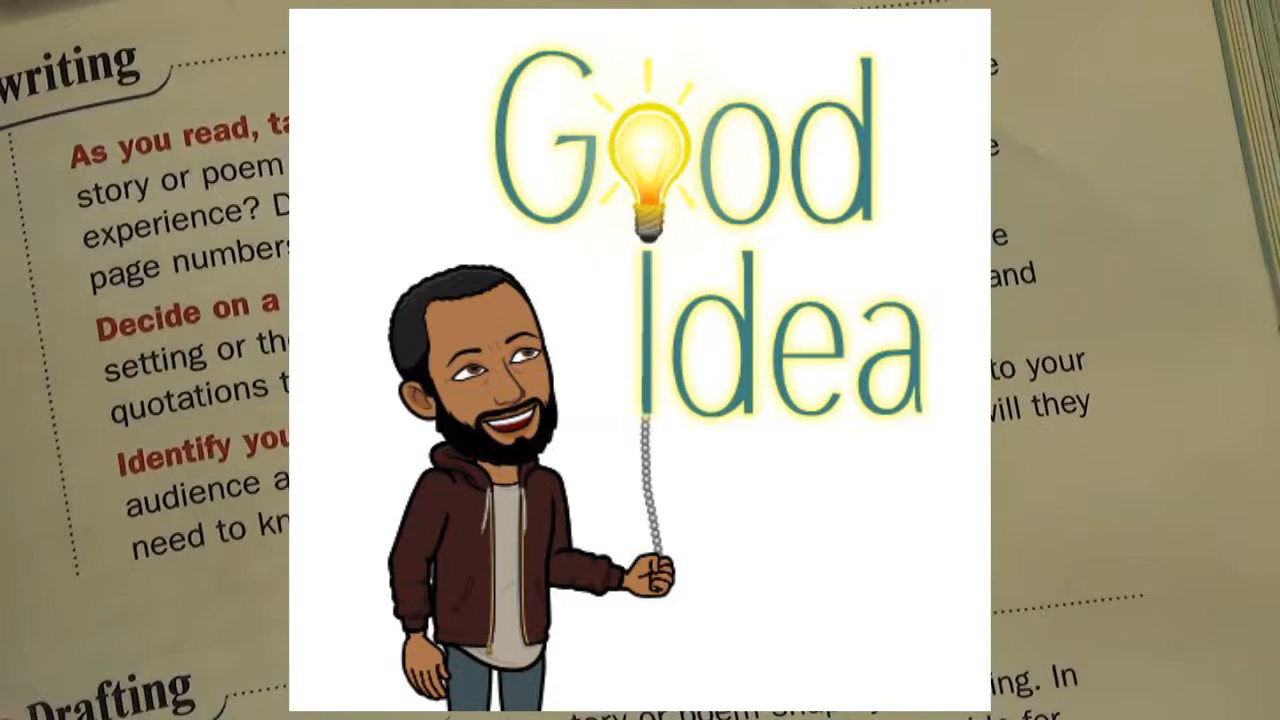 writing
As you read, ta
story or poem
experience? D
page numbers
Decide on a
setting or th
quotations t
Identify you
audience a
need to kn
Drafting
Good
Idea
e
e
e
and
to your
will they
ing. In